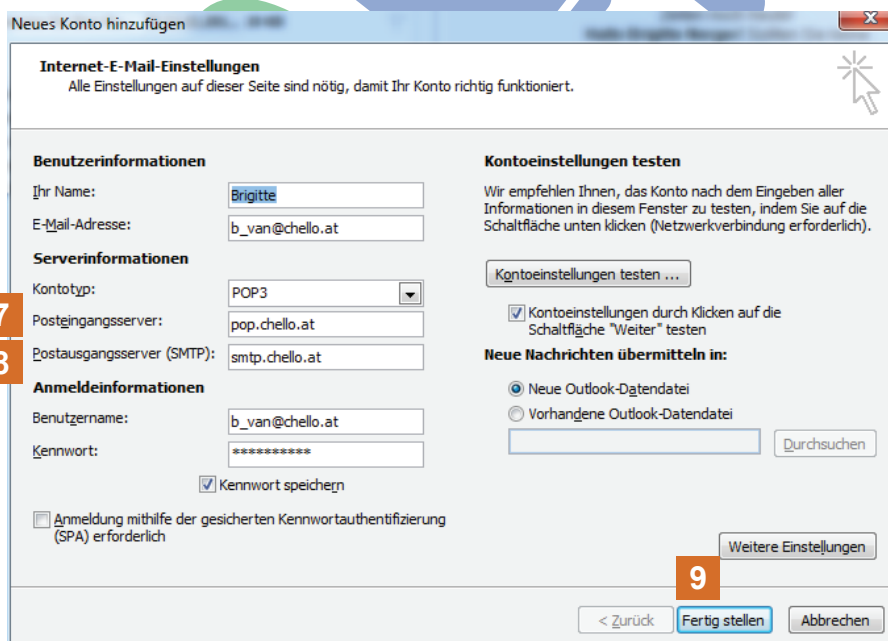 Neues Konto hinzufügen
Internet-E-Mail-Einstellungen
Alle Einstellungen auf dieser Seite sind nötig, damit Ihr Konto richtig funktioniert.
Benutzerinformationen
Ihr Name:
Brigitte
E-Mail-Adresse:
b_van@chello.at
Serverinformationen
Kontotyp:
POP3
7
Posteingangsserver:
pop.chello.at
8
Postausgangsserver (SMTP):
smtp.chello.at
Anmeldeinformationen
Benutzername:
b_van@chello.at
Kennwort:
**********
Kennwort speichern
Anmeldung mithilfe der gesicherten Kennwortauthentifizierung
(SPA) erforderlich
Kontoeinstellungen testen
Wir empfehlen Ihnen, das Konto nach dem Eingeben aller
Informationen in diesem Fenster zu testen, indem Sie auf die
Schaltfläche unten klicken (Netzwerkverbindung erforderlich).
Kontoeinstellungen testen ...
Kontoeinstellungen durch Klicken auf die
Schaltfläche "Weiter" testen
Neue Nachrichten übermitteln in:
Neue Outlook-Datendatei
Vorhandene Outlook-Datendatei
Durchsuchen
Weitere Einstellungen
9
< Zurück
Fertig stellen
Abbrechen